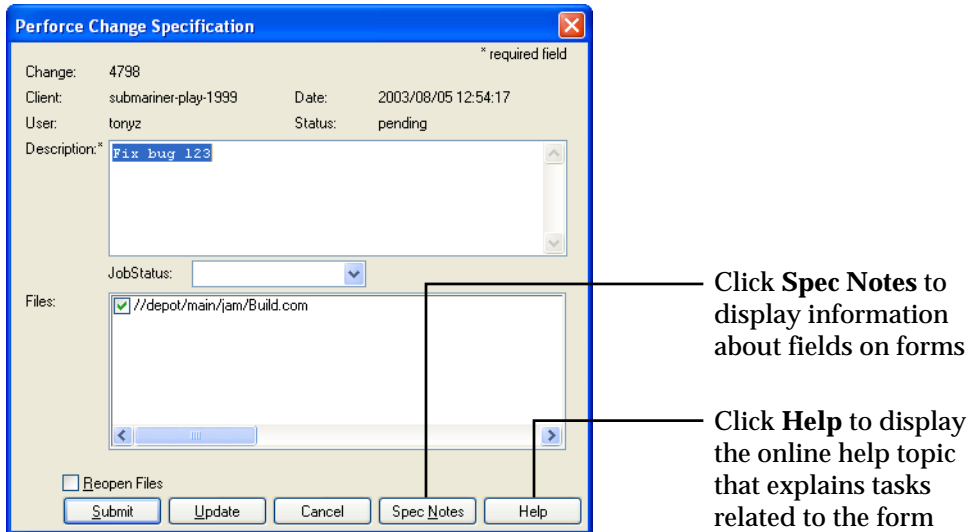 Perforce Change Specification
* required field
Change: 4798
Client: submariner-play-1999 Date: 2003/08/05 12:54:17
User: tonyz Status: pending
Description:* Fix bug 123
JobStatus:
Files: //depot/main/jam/Build.com
Reopen Files
Submit Update Cancel Spec Notes Help
Click Spec Notes to
display information
about fields on forms
Click Help to display
the online help topic
that explains tasks
related to the form